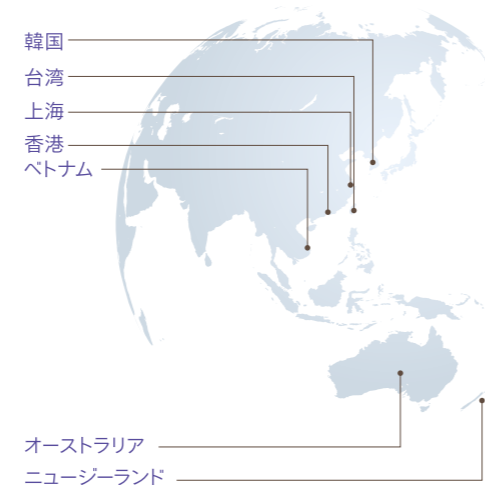 韓国
台湾
上海
香港
ベトナム
オーストラリア
ニュージーランド